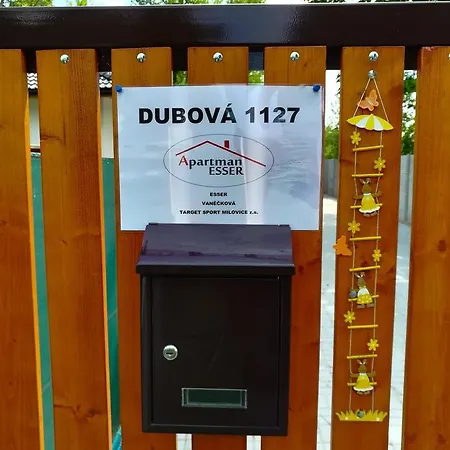 DUBOVÁ 1127
Apartman
ESSER
ESSER
VANĚČKOVÁ
TARGET SPORT MILOVICE z.s.